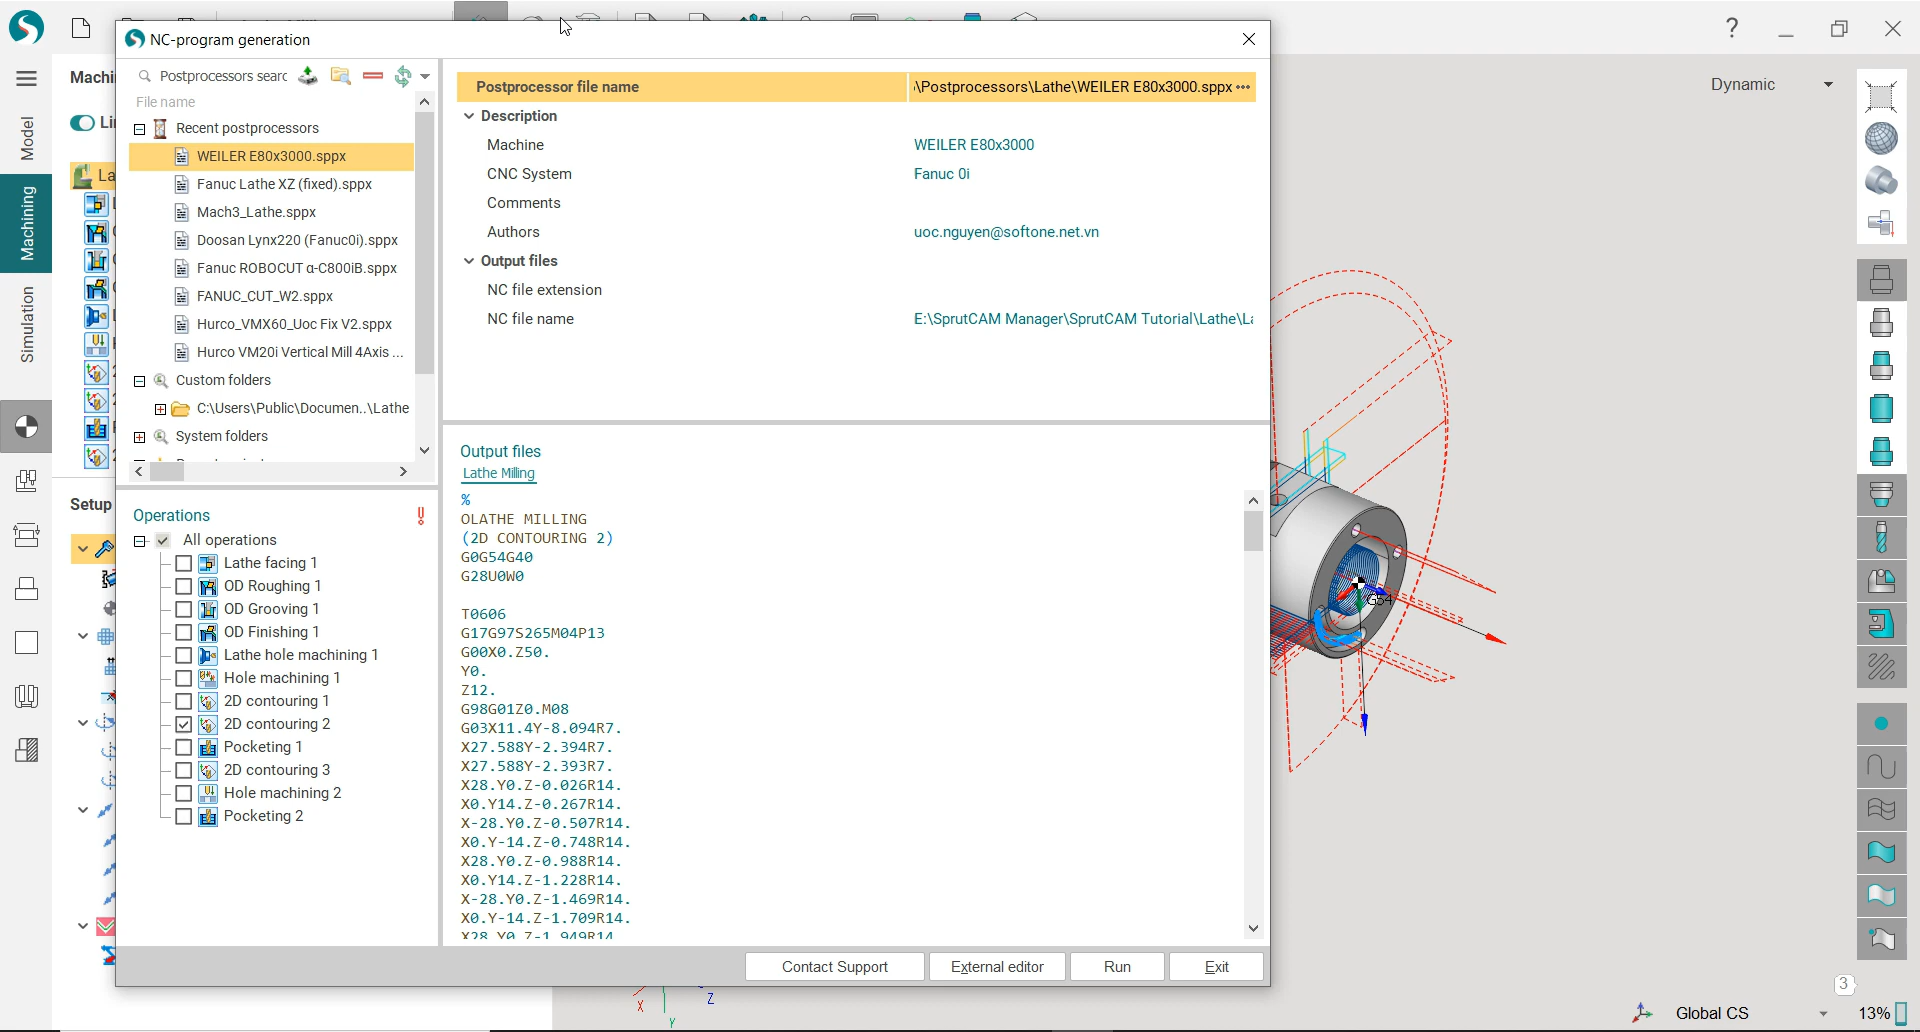 NC-program generation
Dynamic
Postprocessors searc
File name
Recent postprocessors
WEILER E80x3000.sppx
Fanuc Lathe XZ (fixed).sppx
Mach3_Lathe.sppx
Doosan Lynx220 (Fanuc0i).sppx
Fanuc ROBOCUT α-C800iB.sppx
FANUC_CUT_W2.sppx
Hurco_VMX60_Uoc Fix V2.sppx
Hurco VM20i Vertical Mill 4Axis ...
Custom folders
C:\Users\Public\Documen..\Lathe
System folders
Postprocessor file name
\Postprocessors\Lathe\WEILER E80x3000.sppx
Description
Machine
WEILER E80x3000
CNC System
Fanuc 0i
Comments
Authors
uoc.nguyen@softone.net.vn
Output files
NC file extension
NC file name
E:\SprutCAM Manager\SprutCAM Tutorial\Lathe\La
Machi
Li
La
Model
Machining
Simulation
Setup
Operations
All operations
Lathe facing 1
OD Roughing 1
OD Grooving 1
OD Finishing 1
Lathe hole machining 1
Hole machining 1
2D contouring 1
2D contouring 2
Pocketing 1
2D contouring 3
Hole machining 2
Pocketing 2
Output files
Lathe Milling
%
OLATHE MILLING
(2D CONTOURING 2)
G0G54G40
G28U0W0
T0606
G17G97S265M04P13
G00X0.Z50.
Y0.
Z12.
G98G01Z0.M08
G03X11.4Y-8.094R7.
X27.588Y-2.394R7.
X27.588Y-2.393R7.
X28.Y0.Z-0.026R14.
X0.Y14.Z-0.267R14.
X-28.Y0.Z-0.507R14.
X0.Y-14.Z-0.748R14.
X28.Y0.Z-0.988R14.
X0.Y14.Z-1.228R14.
X-28.Y0.Z-1.469R14.
X0.Y-14.Z-1.709R14.
X28.Y0.Z-1.949R14.
Contact Support
External editor
Run
Exit
G54
X
Y
Z
3
Global CS
13%